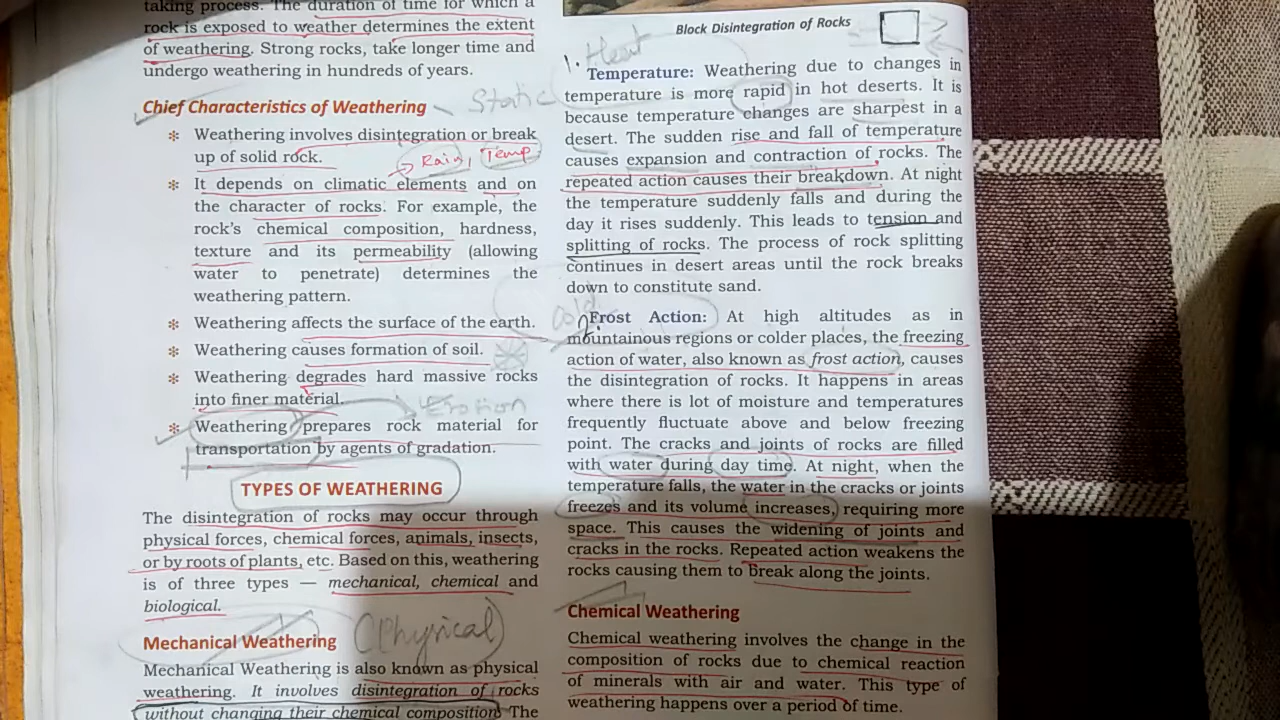 taking process. The duration of time for which a
rock is exposed to weather determines the extent
of weathering. Strong rocks, take longer time and
undergo weathering in hundreds of years.
Chief Characteristics of Weathering
Static
* Weathering involves disintegration or break
up of solid rock.
Rain, Temp
* It depends on climatic elements and on
the character of rocks. For example, the
rock's chemical composition, hardness,
texture and its permeability (allowing
water to penetrate) determines the
weathering pattern.
* Weathering affects the surface of the earth.
* Weathering causes formation of soil.
* Weathering degrades hard massive rocks
into finer material.
Erosion
* Weathering prepares rock material for
transportation by agents of gradation.
TYPES OF WEATHERING
The disintegration of rocks may occur through
physical forces, chemical forces, animals, insects,
or by roots of plants, etc. Based on this, weathering
is of three types — mechanical, chemical and
biological.
Mechanical Weathering (Physical)
Mechanical Weathering is also known as physical
weathering. It involves disintegration of rocks
without changing their chemical composition. The
Block Disintegration of Rocks
1. Heat
Temperature: Weathering due to changes in
temperature is more rapid in hot deserts. It is
because temperature changes are sharpest in a
desert. The sudden rise and fall of temperature
causes expansion and contraction of rocks. The
repeated action causes their breakdown. At night
the temperature suddenly falls and during the
day it rises suddenly. This leads to tension and
splitting of rocks. The process of rock splitting
continues in desert areas until the rock breaks
down to constitute sand.
Cold
2. Frost Action: At high altitudes as in
mountainous regions or colder places, the freezing
action of water, also known as frost action, causes
the disintegration of rocks. It happens in areas
where there is lot of moisture and temperatures
frequently fluctuate above and below freezing
point. The cracks and joints of rocks are filled
with water during day time. At night, when the
temperature falls, the water in the cracks or joints
freezes and its volume increases, requiring more
space. This causes the widening of joints and
cracks in the rocks. Repeated action weakens the
rocks causing them to break along the joints.
Chemical Weathering
Chemical weathering involves the change in the
composition of rocks due to chemical reaction
of minerals with air and water. This type of
weathering happens over a period of time.